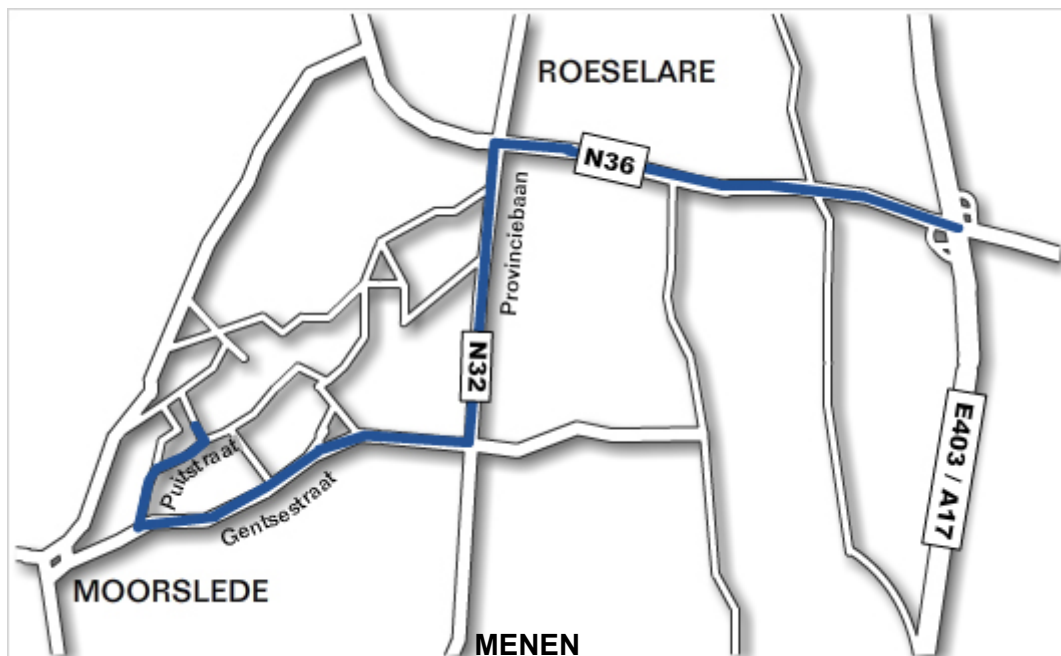 ROESELARE
N36
Provinciebaan
N32
E403 / A17
Puitstraat
Gentsestraat
MOORSLEDE
MENEN